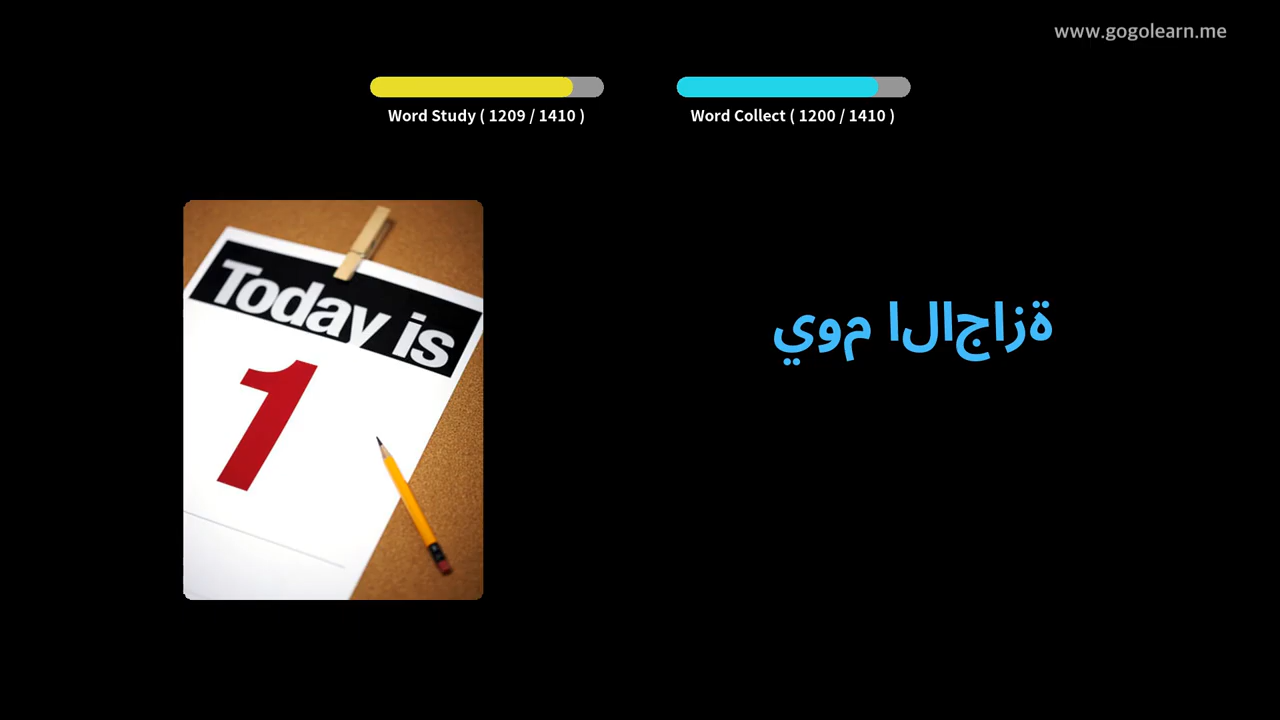 www.gogolearn.me
Word Study ( 1209 / 1410 )
Word Collect ( 1200 / 1410 )
Today is
1
يوم الاجازة